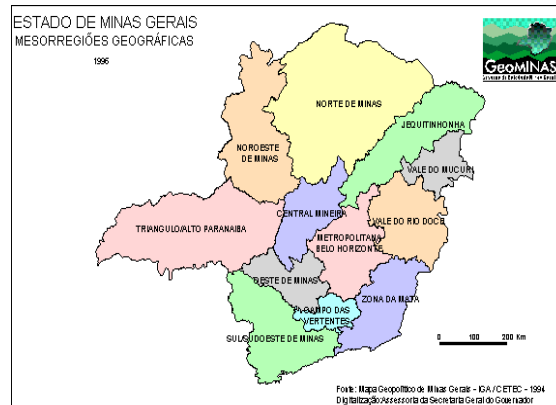 ESTADO DE MINAS GERAIS
MESORREGIÕES GEOGRÁFICAS
1996
GEOMINAS
NORTE DE MINAS
JEQUITINHONHA
NOROESTE
DE MINAS
VALE DO MUCURI
CENTRAL MINEIRA
VALE DO RIO DOCE
TRIANGULO/ALTO PARANAIBA
METROPOLITANA
BELO HORIZONTE
OESTE DE MINAS
ZONA DA MATA
CAMPO DAS
VERTENTES
SUL/SUDOESTE DE MINAS
0 100 200 Km
Fonte: Mapa Geopolítico de Minas Gerais - IGA / CETEC - 1994
Digitalização: Assessoria da Secretaria Geral do Governador